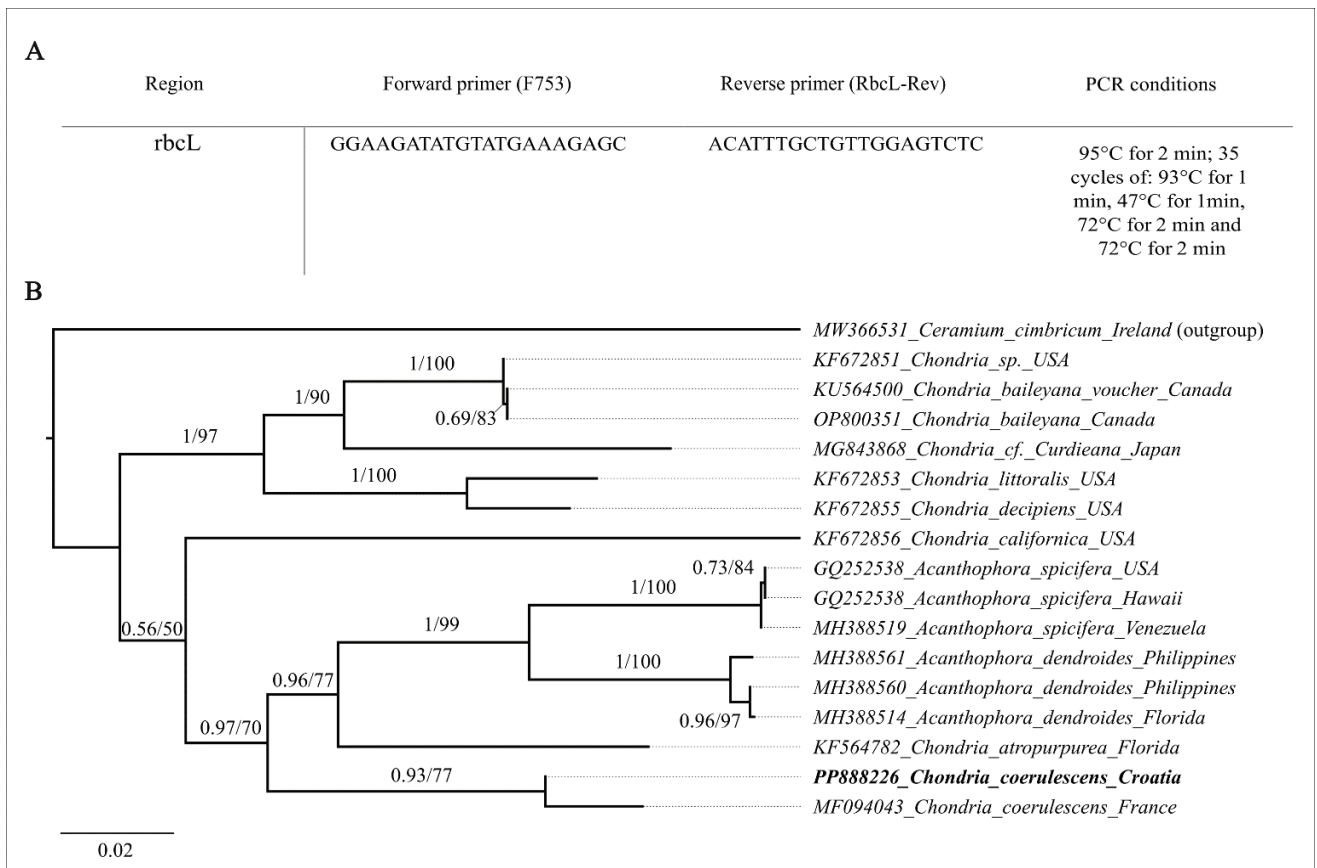 A
Region Forward primer (F753) Reverse primer (RbcL-Rev) PCR conditions
rbcL GGAAGATATGTATGAAAGAGC ACATTTGCTGTTGGAGTCTC
95°C for 2 min; 35
cycles of: 93°C for 1
min, 47°C for 1min,
72°C for 2 min and
72°C for 2 min
B
MW366531_Ceramium_cimbricum_Ireland (outgroup)
1/100
KF672851_Chondria_sp._USA
1/90
KU564500_Chondria_baileyana_voucher_Canada
0.69/83
OP800351_Chondria_baileyana_Canada
1/97
MG843868_Chondria_cf._Curdieana_Japan
1/100
KF672853_Chondria_littoralis_USA
KF672855_Chondria_decipiens_USA
KF672856_Chondria_californica_USA
0.73/84
GQ252538_Acanthophora_spicifera_USA
1/100
GQ252538_Acanthophora_spicifera_Hawaii
0.56/50
1/99
MH388519_Acanthophora_spicifera_Venezuela
1/100
MH388561_Acanthophora_dendroides_Philippines
0.96/77
MH388560_Acanthophora_dendroides_Philippines
0.96/97
MH388514_Acanthophora_dendroides_Florida
0.97/70
KF564782_Chondria_atropurpurea_Florida
0.93/77
PP888226_Chondria_coerulescens_Croatia
MF094043_Chondria_coerulescens_France
0.02